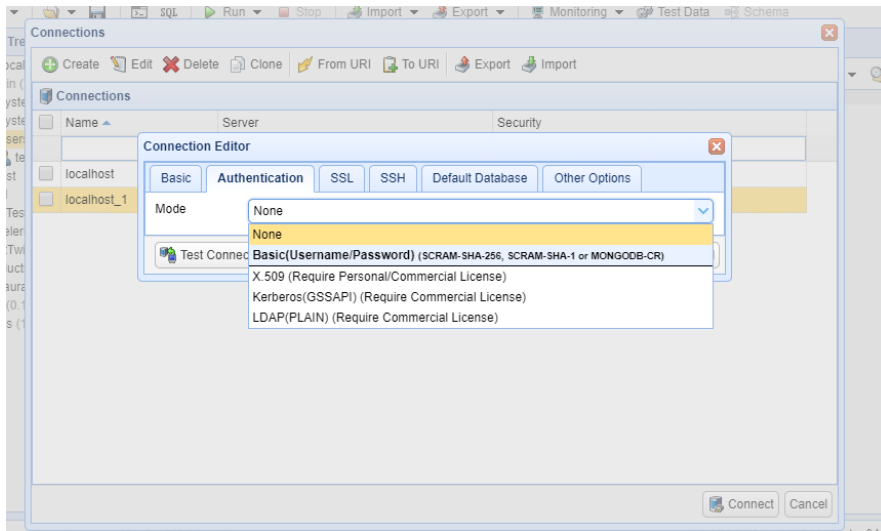 SQL Run Stop Import Export Monitoring Test Data Schema
Connections
Create Edit Delete Clone From URI To URI Export Import
Connections
Name Server Security
localhost
localhost_1
Connection Editor
Basic Authentication SSL SSH Default Database Other Options
Mode None
None
Basic(Username/Password) (SCRAM-SHA-256, SCRAM-SHA-1 or MONGODB-CR)
X.509 (Require Personal/Commercial License)
Kerberos(GSSAPI) (Require Commercial License)
LDAP(PLAIN) (Require Commercial License)
Test Connec
Connect Cancel